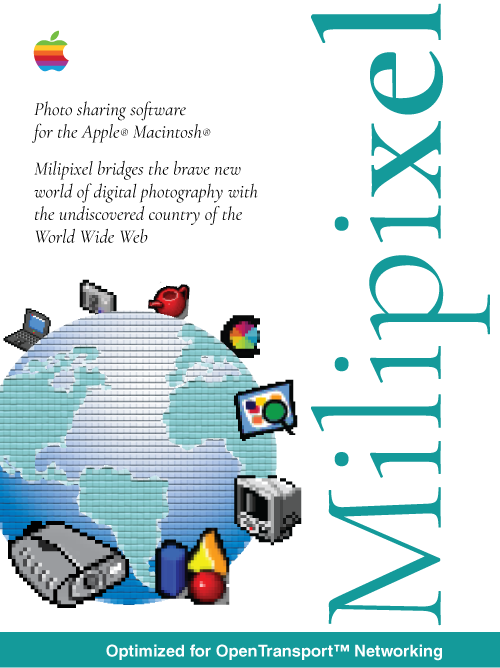 Photo sharing software
for the Apple® Macintosh®
Milipixel bridges the brave new
world of digital photography with
the undiscovered country of the
World Wide Web
Milipixel
Optimized for OpenTransport™ Networking